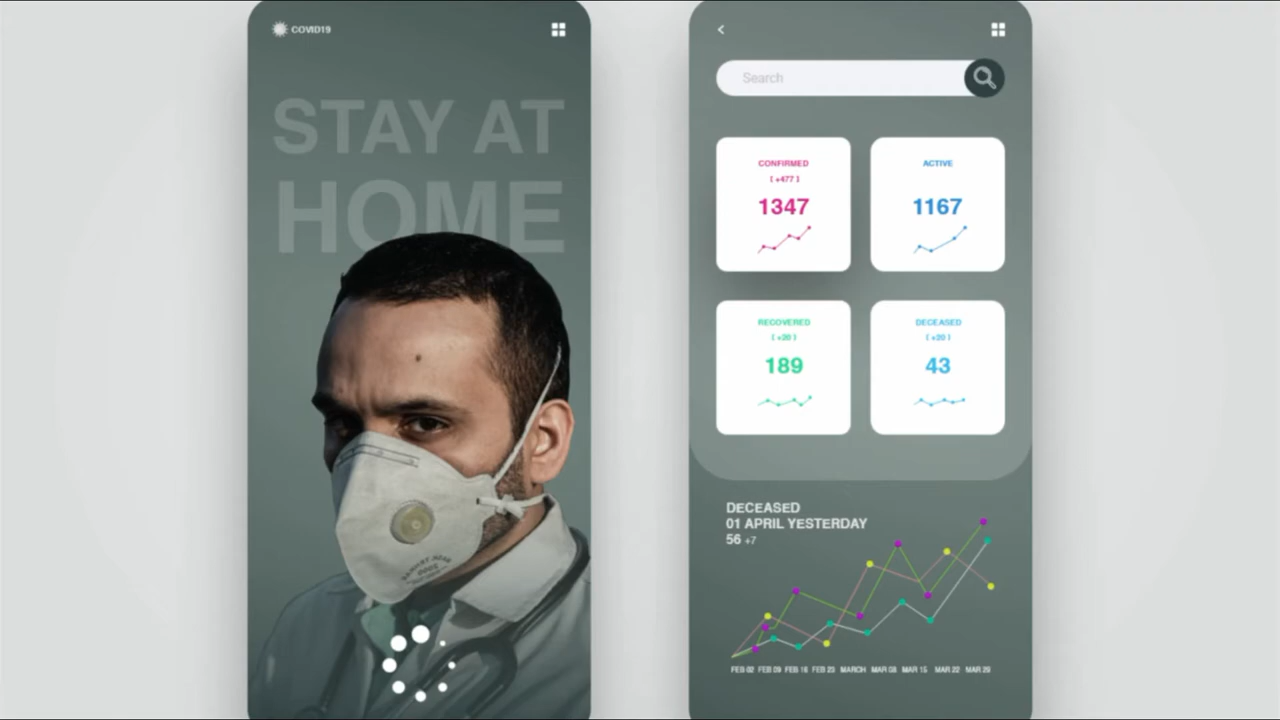 COVID19
STAY AT
HOME
Search
CONFIRMED
[ +477 ]
1347
ACTIVE
1167
RECOVERED
[ +20 ]
189
DECEASED
[ +20 ]
43
DECEASED
01 APRIL YESTERDAY
56 +7
FEB 02 FEB 09 FEB 16 FEB 23 MARCH MAR 08 MAR 15 MAR 22 MAR 29